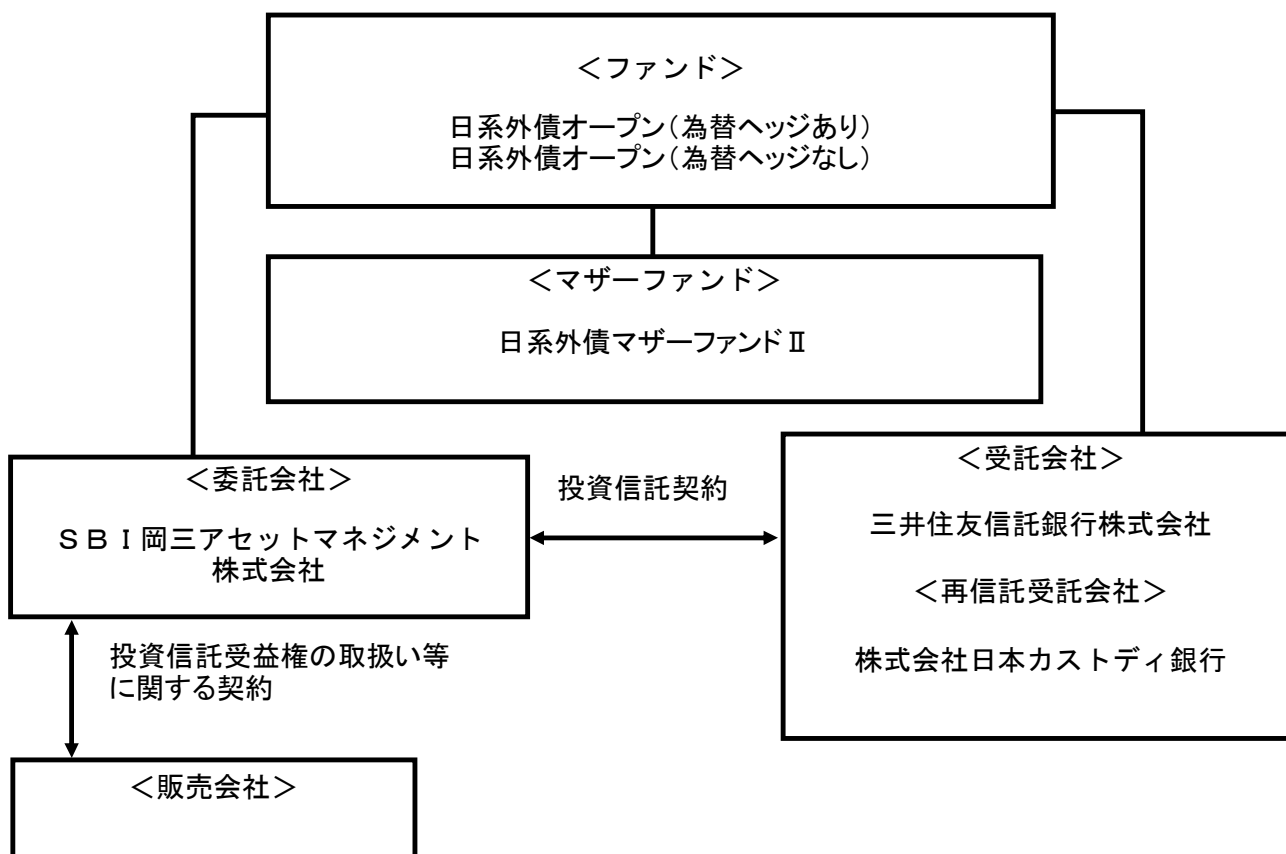 ＜ファンド＞
日系外債オープン（為替ヘッジあり）
日系外債オープン（為替ヘッジなし）
＜マザーファンド＞
日系外債マザーファンドⅡ
＜委託会社＞
ＳＢＩ岡三アセットマネジメント
株式会社
投資信託契約
＜受託会社＞
三井住友信託銀行株式会社
＜再信託受託会社＞
株式会社日本カストディ銀行
投資信託受益権の取扱い等
に関する契約
＜販売会社＞